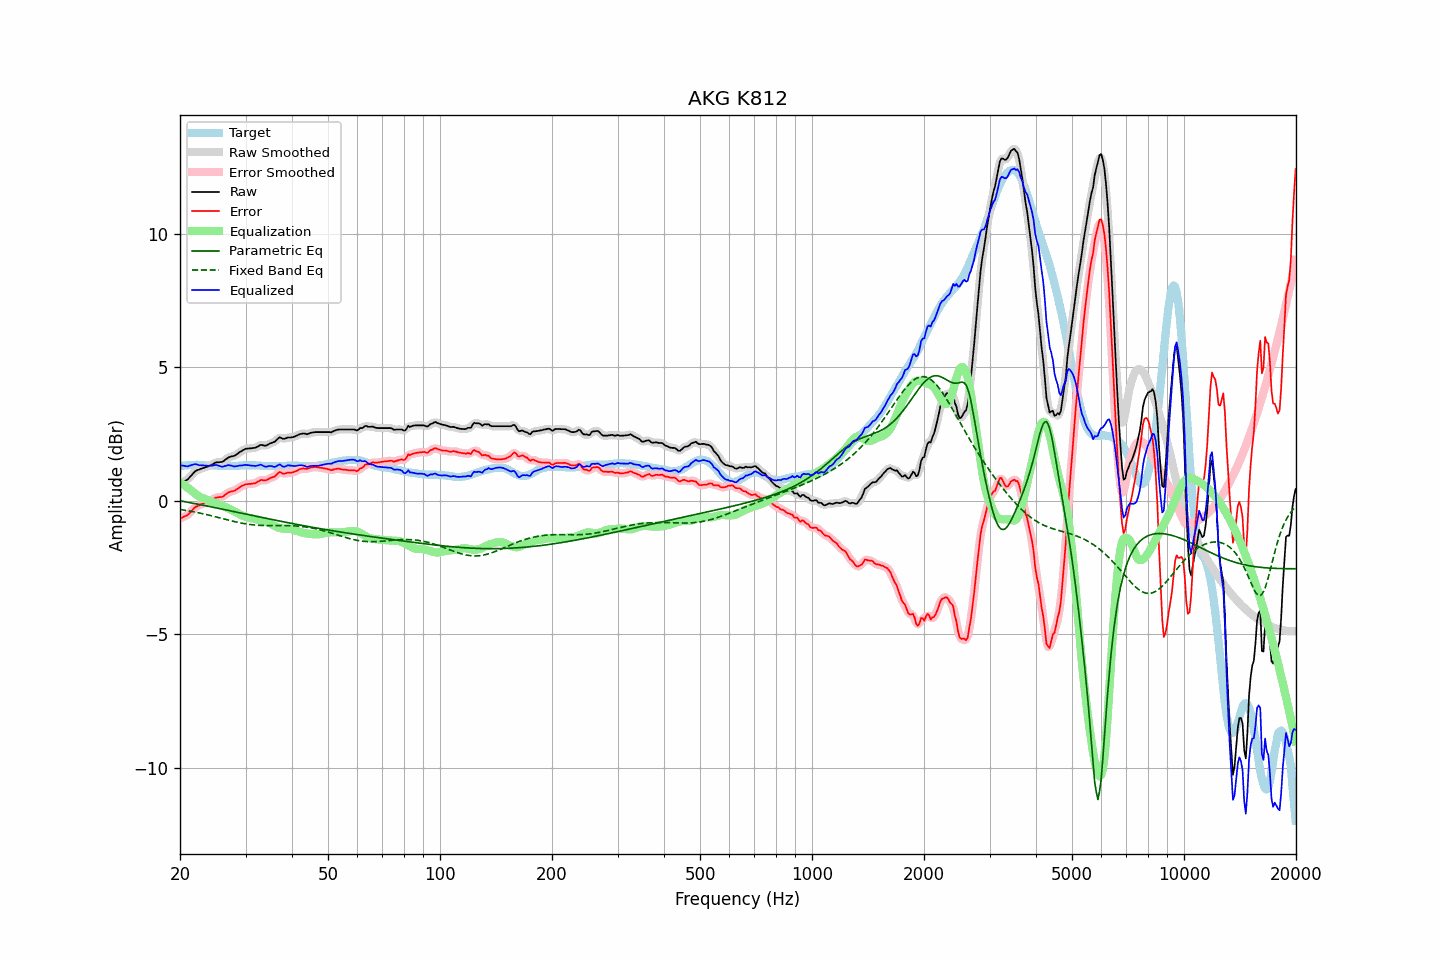 AKG K812
Target
Raw Smoothed
Error Smoothed
Raw
Error
Equalization
Parametric Eq
Fixed Band Eq
Equalized
10
5
0
−5
−10
Amplitude (dBr)
20 50 100 200 500 1000 2000 5000 10000 20000
Frequency (Hz)